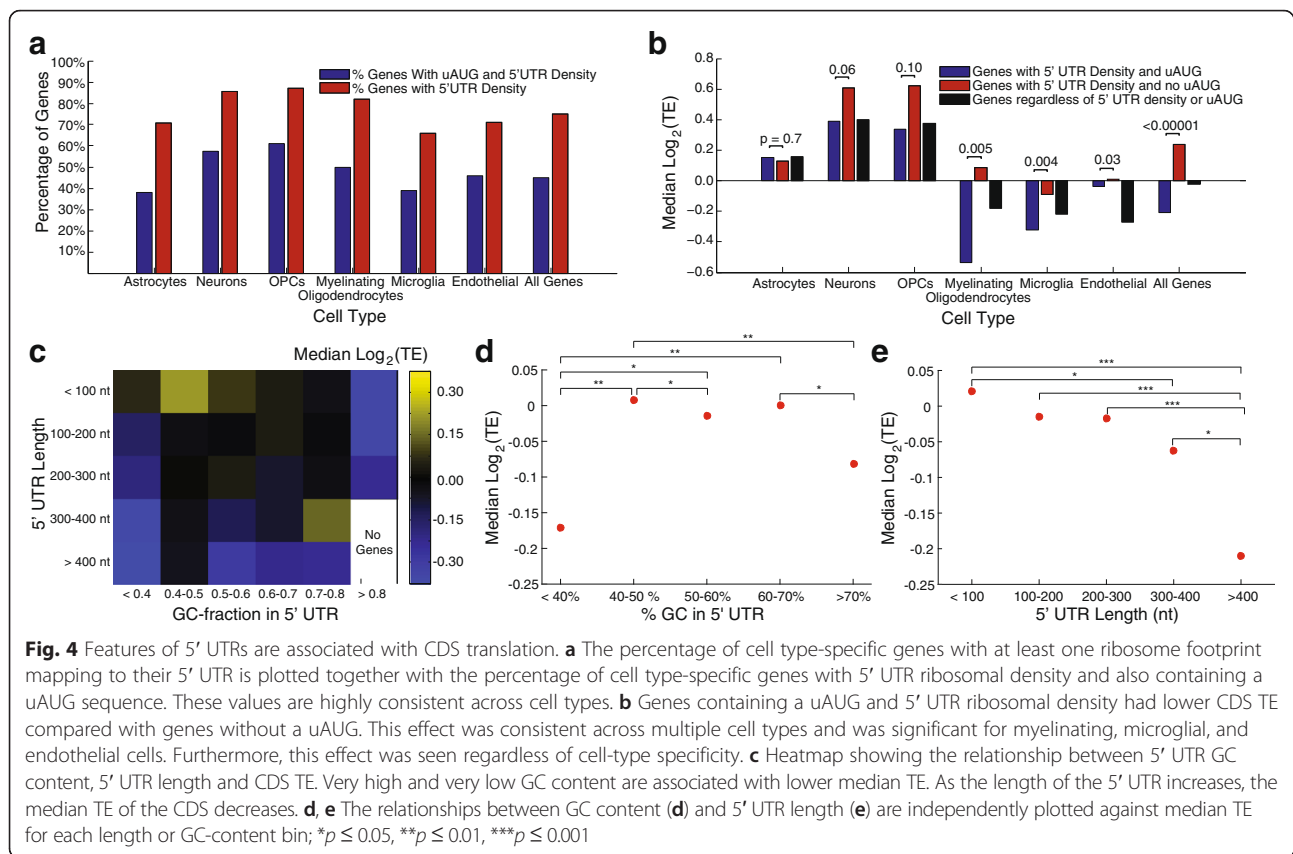 a
100%
90%
80%
70%
60%
50%
40%
30%
20%
10%
Percentage of Genes
% Genes With uAUG and 5'UTR Density
% Genes with 5'UTR Density
Astrocytes Neurons OPCs Myelinating Oligodendrocytes Microglia Endothelial All Genes
Cell Type
b
0.8
0.6
0.4
0.2
0.0
−0.2
−0.4
−0.6
Median Log2(TE)
Genes with 5' UTR Density and uAUG
Genes with 5' UTR Density and no uAUG
Genes regardless of 5' UTR density or uAUG
p = 0.7
0.06
0.10
0.005
0.004
0.03
<0.00001
Astrocytes Neurons OPCs Myelinating Oligodendrocytes Microglia Endothelial All Genes
Cell Type
c
Median Log2(TE)
5' UTR Length
< 100 nt
100-200 nt
200-300 nt
300-400 nt
> 400 nt
No Genes
< 0.4 0.4-0.5 0.5-0.6 0.6-0.7 0.7-0.8 > 0.8
GC-fraction in 5' UTR
0.30
0.15
0.00
-0.15
-0.30
d
0.05
0
-0.05
-0.1
-0.15
-0.2
-0.25
Median Log2(TE)
**
**
*
** *
*
< 40% 40-50 % 50-60% 60-70% >70%
% GC in 5' UTR
e
0.05
0
-0.05
-0.1
-0.15
-0.2
-0.25
Median Log2(TE)
***
*
***
***
*
< 100 100-200 200-300 300-400 >400
5' UTR Length (nt)
Fig. 4 Features of 5′ UTRs are associated with CDS translation. a The percentage of cell type-specific genes with at least one ribosome footprint
mapping to their 5′ UTR is plotted together with the percentage of cell type-specific genes with 5′ UTR ribosomal density and also containing a
uAUG sequence. These values are highly consistent across cell types. b Genes containing a uAUG and 5′ UTR ribosomal density had lower CDS TE
compared with genes without a uAUG. This effect was consistent across multiple cell types and was significant for myelinating, microglial, and
endothelial cells. Furthermore, this effect was seen regardless of cell-type specificity. c Heatmap showing the relationship between 5′ UTR GC
content, 5′ UTR length and CDS TE. Very high and very low GC content are associated with lower median TE. As the length of the 5′ UTR increases, the
median TE of the CDS decreases. d, e The relationships between GC content (d) and 5′ UTR length (e) are independently plotted against median TE
for each length or GC-content bin; *p ≤ 0.05, **p ≤ 0.01, ***p ≤ 0.001